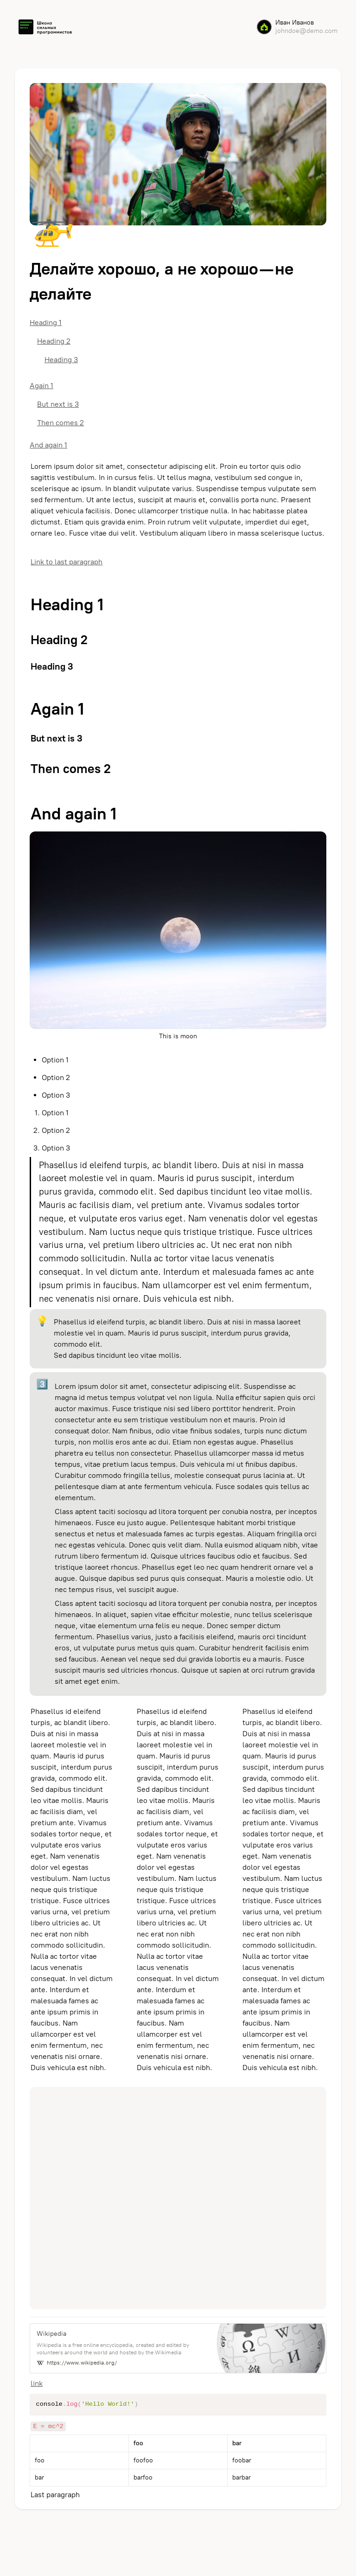 Школа
сильных
программистов
Иван Иванов
johndoe@demo.com
Делайте хорошо, а не хорошо — не
делайте
Heading 1
Heading 2
Heading 3
Again 1
But next is 3
Then comes 2
And again 1
Lorem ipsum dolor sit amet, consectetur adipiscing elit. Proin eu tortor quis odio
sagittis vestibulum. In in cursus felis. Ut tellus magna, vestibulum sed congue in,
scelerisque ac ipsum. In blandit vulputate varius. Suspendisse tempus vulputate sem
sed fermentum. Ut ante lectus, suscipit at mauris et, convallis porta nunc. Praesent
aliquet vehicula facilisis. Donec ullamcorper tristique nulla. In hac habitasse platea
dictumst. Etiam quis gravida enim. Proin rutrum velit vulputate, imperdiet dui eget,
ornare leo. Fusce vitae dui velit. Vestibulum aliquam libero in massa scelerisque luctus.
Link to last paragraph
Heading 1
Heading 2
Heading 3
Again 1
But next is 3
Then comes 2
And again 1
This is moon
• Option 1
• Option 2
• Option 3
1. Option 1
2. Option 2
3. Option 3
Phasellus id eleifend turpis, ac blandit libero. Duis at nisi in massa
laoreet molestie vel in quam. Mauris id purus suscipit, interdum
purus gravida, commodo elit. Sed dapibus tincidunt leo vitae mollis.
Mauris ac facilisis diam, vel pretium ante. Vivamus sodales tortor
neque, et vulputate eros varius eget. Nam venenatis dolor vel egestas
vestibulum. Nam luctus neque quis tristique tristique. Fusce ultrices
varius urna, vel pretium libero ultricies ac. Ut nec erat non nibh
commodo sollicitudin. Nulla ac tortor vitae lacus venenatis
consequat. In vel dictum ante. Interdum et malesuada fames ac ante
ipsum primis in faucibus. Nam ullamcorper est vel enim fermentum,
nec venenatis nisi ornare. Duis vehicula est nibh.
Phasellus id eleifend turpis, ac blandit libero. Duis at nisi in massa laoreet
molestie vel in quam. Mauris id purus suscipit, interdum purus gravida,
commodo elit.
Sed dapibus tincidunt leo vitae mollis.
3
Lorem ipsum dolor sit amet, consectetur adipiscing elit. Suspendisse ac
magna id metus tempus volutpat vel non ligula. Nulla efficitur sapien quis orci
auctor maximus. Fusce tristique nisi sed libero porttitor hendrerit. Proin
consectetur ante eu sem tristique vestibulum non et mauris. Proin id
consequat dolor. Nam finibus, odio vitae finibus sodales, turpis nunc dictum
turpis, non mollis eros ante ac dui. Etiam non egestas augue. Phasellus
pharetra eu tellus non consectetur. Phasellus ullamcorper massa id metus
tempus, vitae pretium lacus tempus. Duis vehicula mi ut finibus dapibus.
Curabitur commodo fringilla tellus, molestie consequat purus lacinia at. Ut
pellentesque diam at ante fermentum vehicula. Fusce sodales quis tellus ac
elementum.
Class aptent taciti sociosqu ad litora torquent per conubia nostra, per inceptos
himenaeos. Fusce eu justo augue. Pellentesque habitant morbi tristique
senectus et netus et malesuada fames ac turpis egestas. Aliquam fringilla orci
nec egestas vehicula. Donec quis velit diam. Nulla euismod aliquam nibh, vitae
rutrum libero fermentum id. Quisque ultrices faucibus odio et faucibus. Sed
tristique laoreet rhoncus. Phasellus eget leo nec quam hendrerit ornare vel a
augue. Quisque dapibus sed purus quis consequat. Mauris a molestie odio. Ut
nec tempus risus, vel suscipit augue.
Class aptent taciti sociosqu ad litora torquent per conubia nostra, per inceptos
himenaeos. In aliquet, sapien vitae efficitur molestie, nunc tellus scelerisque
neque, vitae elementum urna felis eu neque. Donec semper dictum
fermentum. Phasellus varius, justo a facilisis eleifend, mauris orci tincidunt
eros, ut vulputate purus metus quis quam. Curabitur hendrerit facilisis enim
sed faucibus. Aenean vel neque sed dui gravida lobortis eu a mauris. Fusce
suscipit mauris sed ultricies rhoncus. Quisque ut sapien at orci rutrum gravida
sit amet eget enim.
Phasellus id eleifend
turpis, ac blandit libero.
Duis at nisi in massa
laoreet molestie vel in
quam. Mauris id purus
suscipit, interdum purus
gravida, commodo elit.
Sed dapibus tincidunt
leo vitae mollis. Mauris
ac facilisis diam, vel
pretium ante. Vivamus
sodales tortor neque, et
vulputate eros varius
eget. Nam venenatis
dolor vel egestas
vestibulum. Nam luctus
neque quis tristique
tristique. Fusce ultrices
varius urna, vel pretium
libero ultricies ac. Ut
nec erat non nibh
commodo sollicitudin.
Nulla ac tortor vitae
lacus venenatis
consequat. In vel dictum
ante. Interdum et
malesuada fames ac
ante ipsum primis in
faucibus. Nam
ullamcorper est vel
enim fermentum, nec
venenatis nisi ornare.
Duis vehicula est nibh.
Phasellus id eleifend
turpis, ac blandit libero.
Duis at nisi in massa
laoreet molestie vel in
quam. Mauris id purus
suscipit, interdum purus
gravida, commodo elit.
Sed dapibus tincidunt
leo vitae mollis. Mauris
ac facilisis diam, vel
pretium ante. Vivamus
sodales tortor neque, et
vulputate eros varius
eget. Nam venenatis
dolor vel egestas
vestibulum. Nam luctus
neque quis tristique
tristique. Fusce ultrices
varius urna, vel pretium
libero ultricies ac. Ut
nec erat non nibh
commodo sollicitudin.
Nulla ac tortor vitae
lacus venenatis
consequat. In vel dictum
ante. Interdum et
malesuada fames ac
ante ipsum primis in
faucibus. Nam
ullamcorper est vel
enim fermentum, nec
venenatis nisi ornare.
Duis vehicula est nibh.
Phasellus id eleifend
turpis, ac blandit libero.
Duis at nisi in massa
laoreet molestie vel in
quam. Mauris id purus
suscipit, interdum purus
gravida, commodo elit.
Sed dapibus tincidunt
leo vitae mollis. Mauris
ac facilisis diam, vel
pretium ante. Vivamus
sodales tortor neque, et
vulputate eros varius
eget. Nam venenatis
dolor vel egestas
vestibulum. Nam luctus
neque quis tristique
tristique. Fusce ultrices
varius urna, vel pretium
libero ultricies ac. Ut
nec erat non nibh
commodo sollicitudin.
Nulla ac tortor vitae
lacus venenatis
consequat. In vel dictum
ante. Interdum et
malesuada fames ac
ante ipsum primis in
faucibus. Nam
ullamcorper est vel
enim fermentum, nec
venenatis nisi ornare.
Duis vehicula est nibh.
Wikipedia
Wikipedia is a free online encyclopedia, created and edited by
volunteers around the world and hosted by the Wikimedia
W https://www.wikipedia.org/
Ω W
維 И
link
console.log('Hello World!')
E = mc^2
foo bar
foo foofoo foobar
bar barfoo barbar
Last paragraph